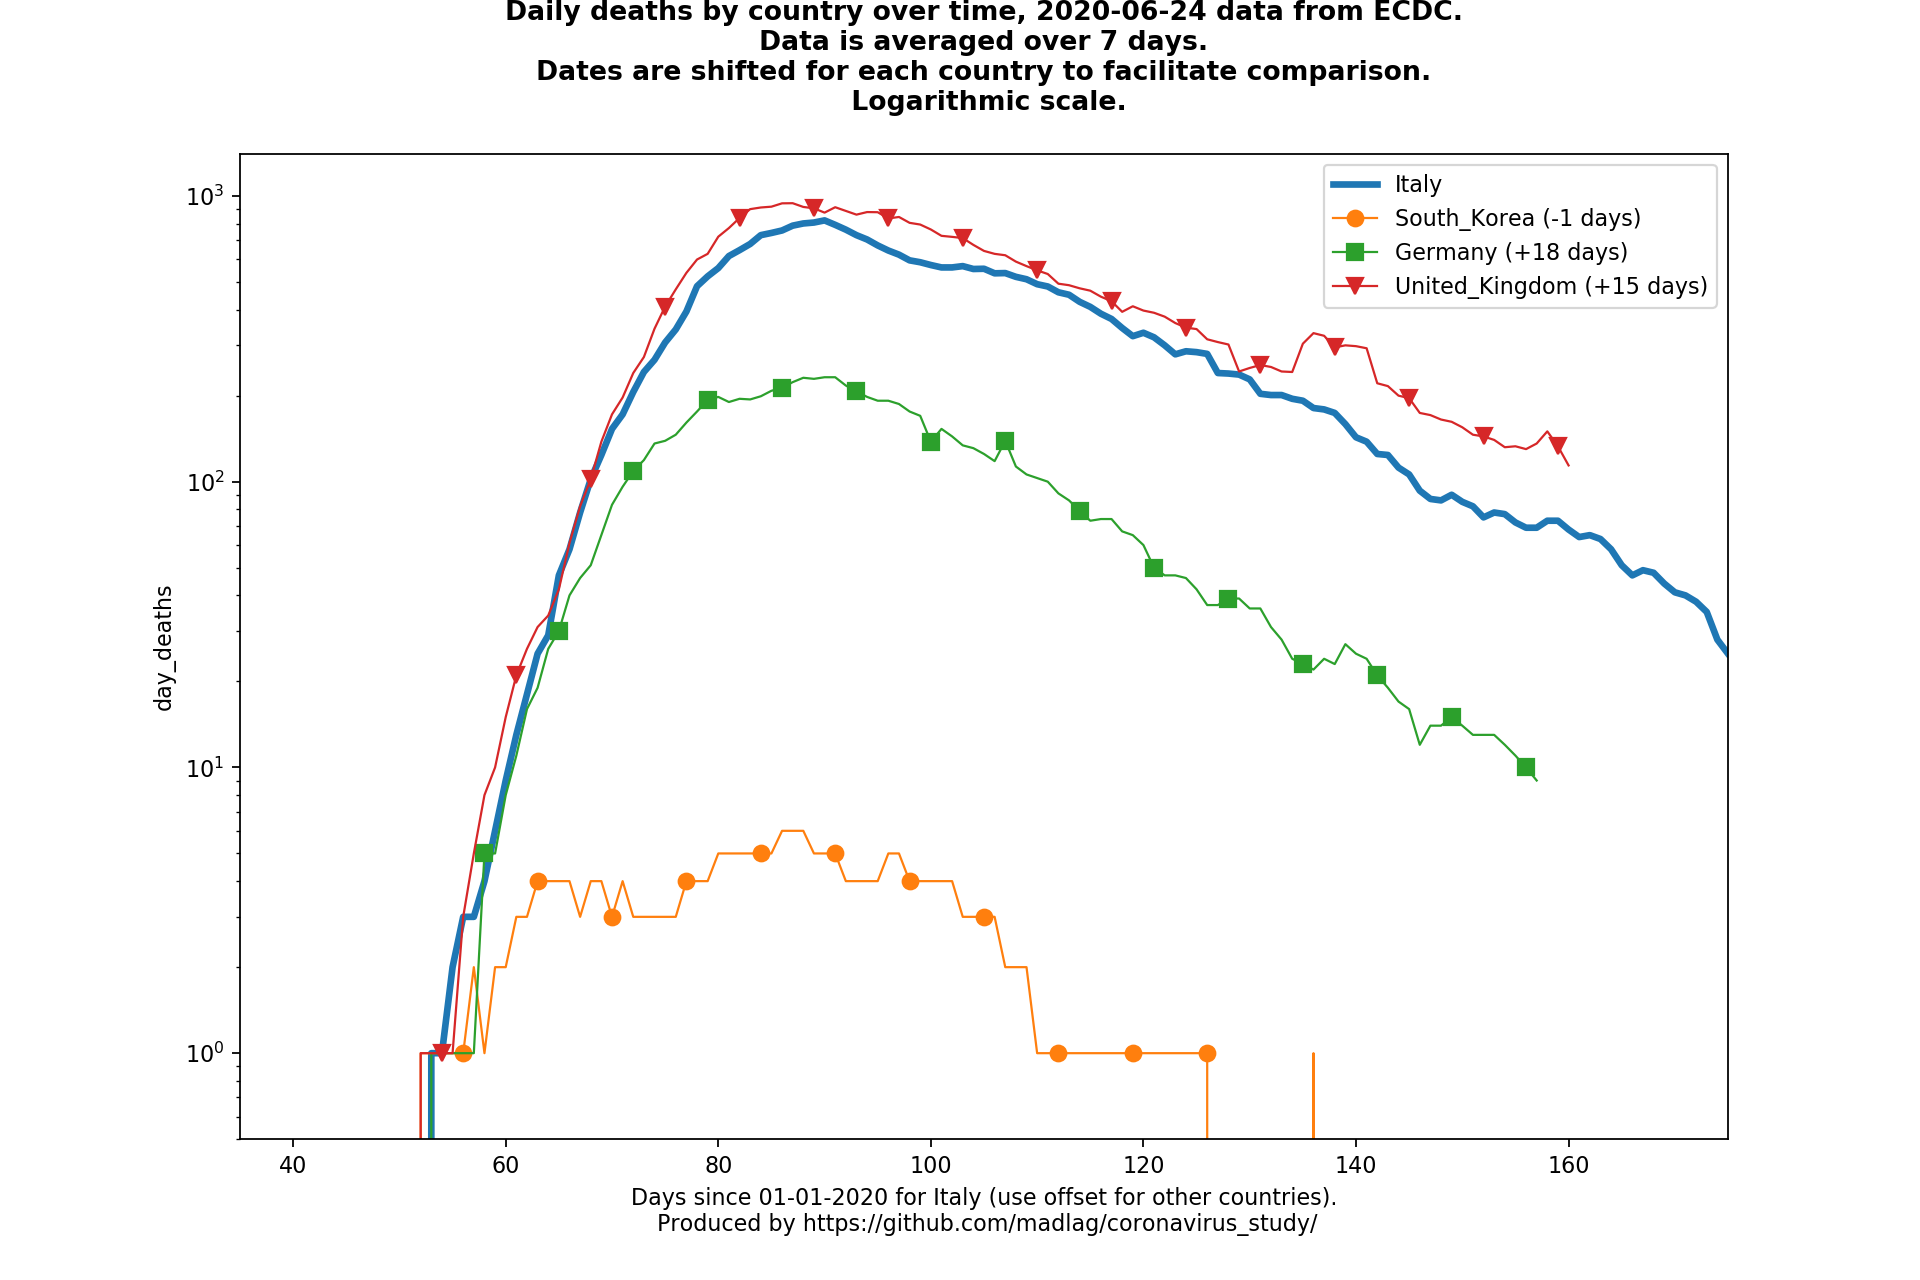 Daily deaths by country over time, 2020-06-24 data from ECDC.
Data is averaged over 7 days.
Dates are shifted for each country to facilitate comparison.
Logarithmic scale.
Italy
South_Korea (-1 days)
Germany (+18 days)
United_Kingdom (+15 days)
day_deaths
10³
10²
10¹
10⁰
40 60 80 100 120 140 160
Days since 01-01-2020 for Italy (use offset for other countries).
Produced by https://github.com/madlag/coronavirus_study/